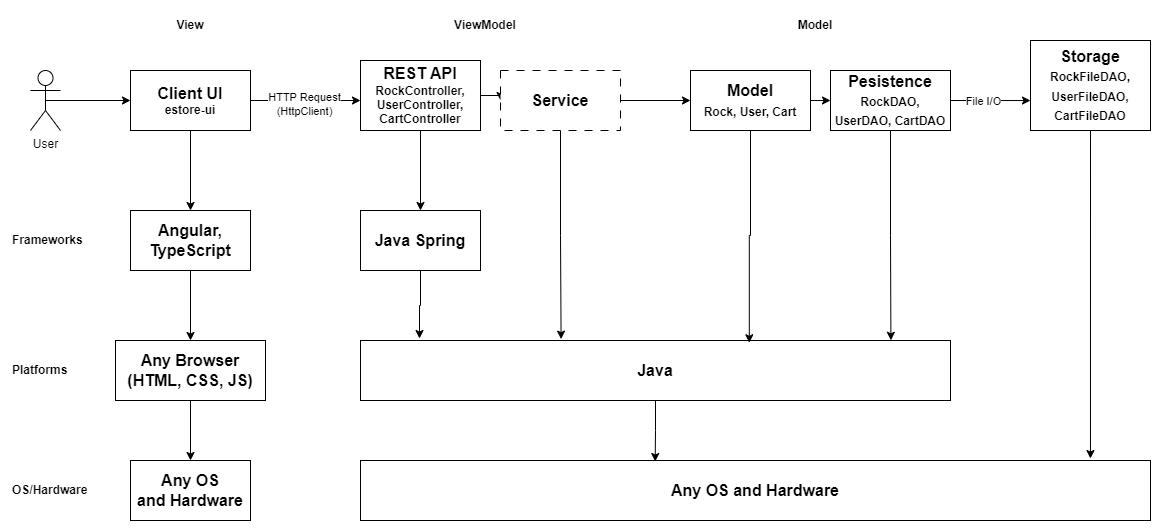 View
ViewModel
Model
User
Client UI
estore-ui
HTTP Request
(HttpClient)
REST API
RockController,
UserController,
CartController
Service
Model
Rock, User, Cart
Pesistence
RockDAO,
UserDAO, CartDAO
File I/O
Storage
RockFileDAO,
UserFileDAO,
CartFileDAO
Frameworks
Angular,
TypeScript
Java Spring
Platforms
Any Browser
(HTML, CSS, JS)
Java
OS/Hardware
Any OS
and Hardware
Any OS and Hardware